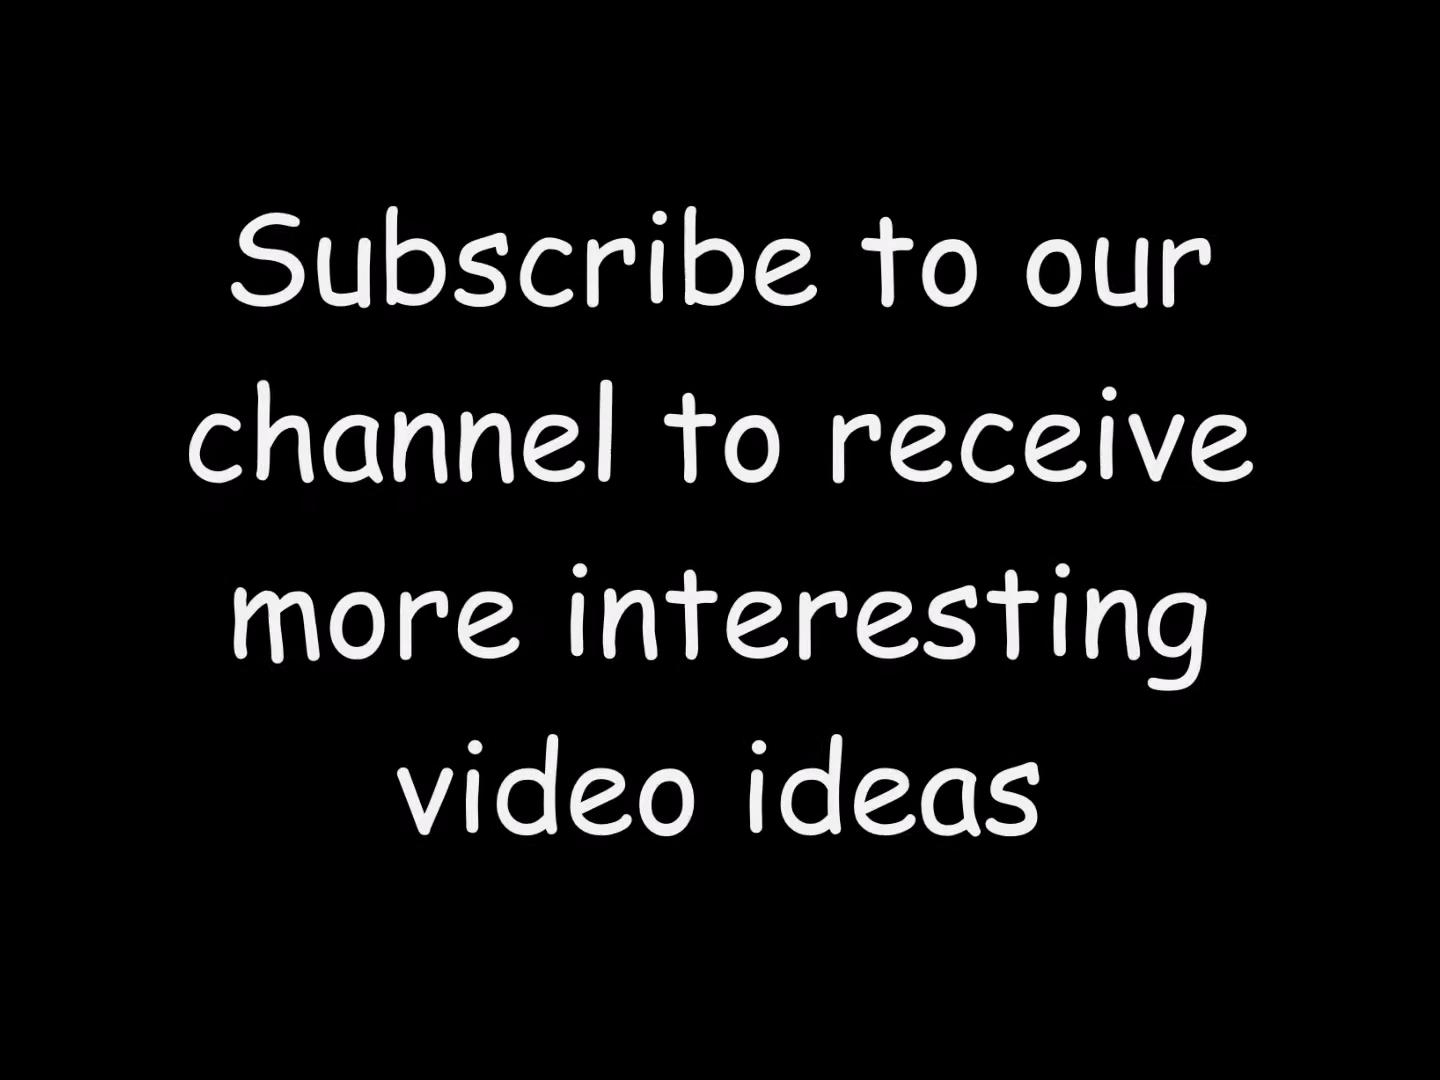 Subscribe to our
channel to receive
more interesting
video ideas